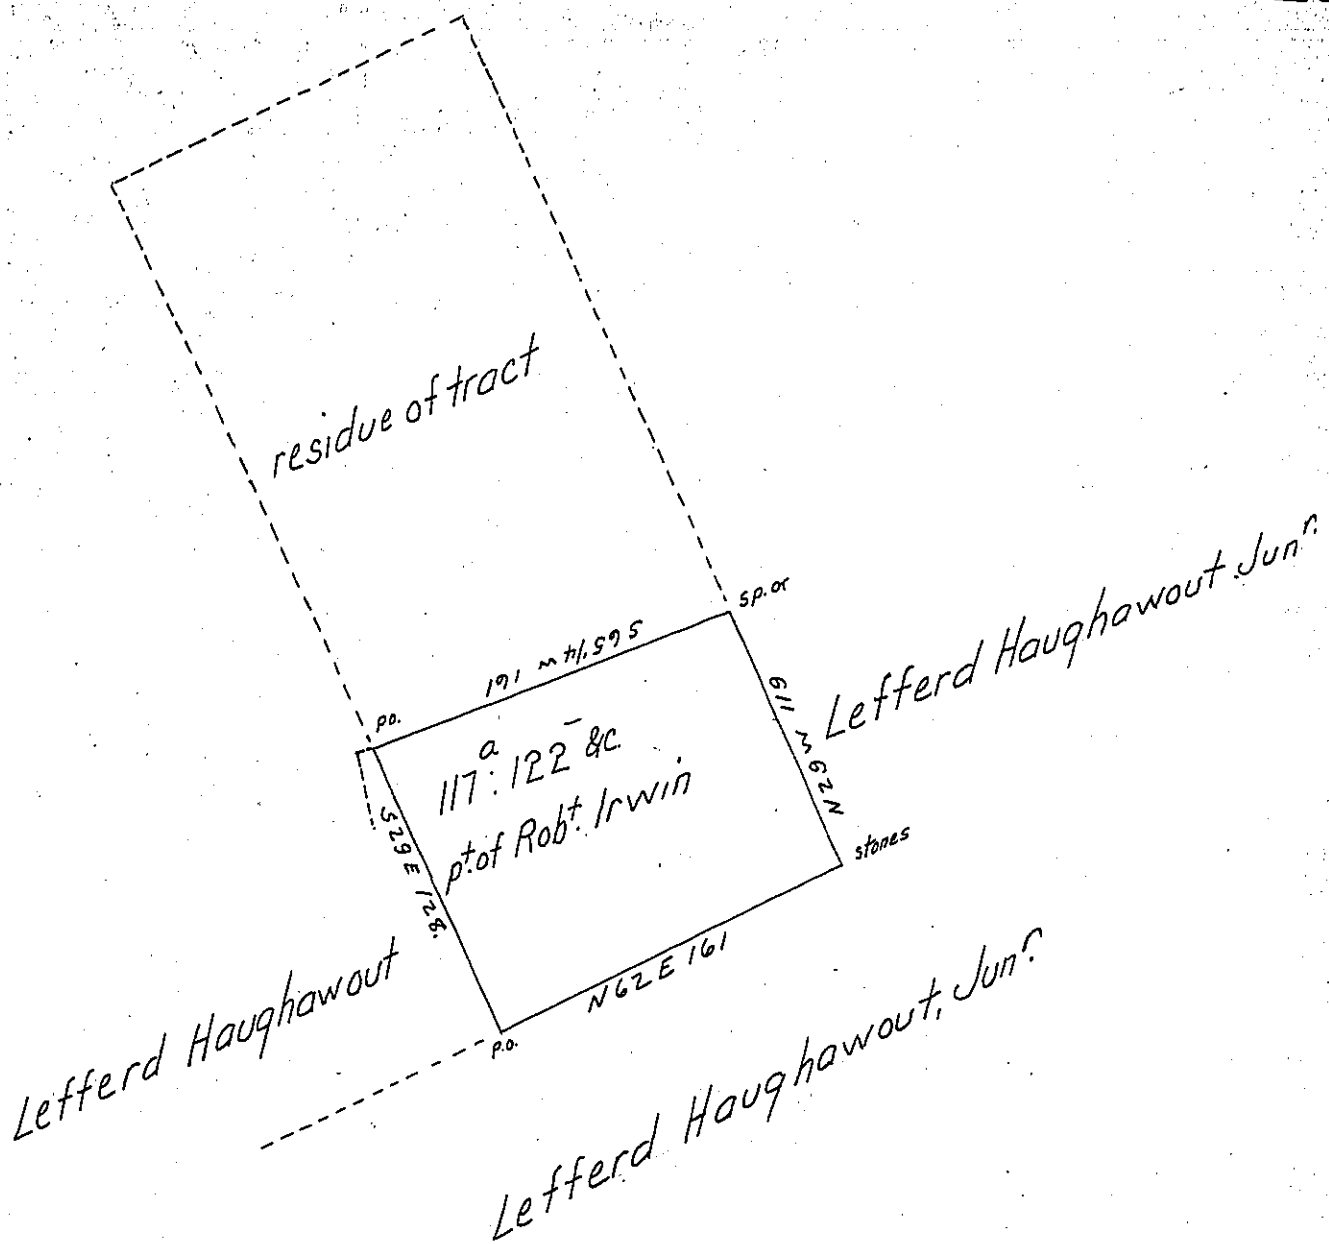 residue of tract
sp. or
S 65 1/4 W 161
p.o.
N 29 W 119
Lefferd Haughawout Junr.
117a: 122 &c.
pt. of Robt. Irwin
stones
S 29 E 128.
N 62 E 161
p.o.
Lefferd Haughawout
Lefferd Haughawout, Junr.